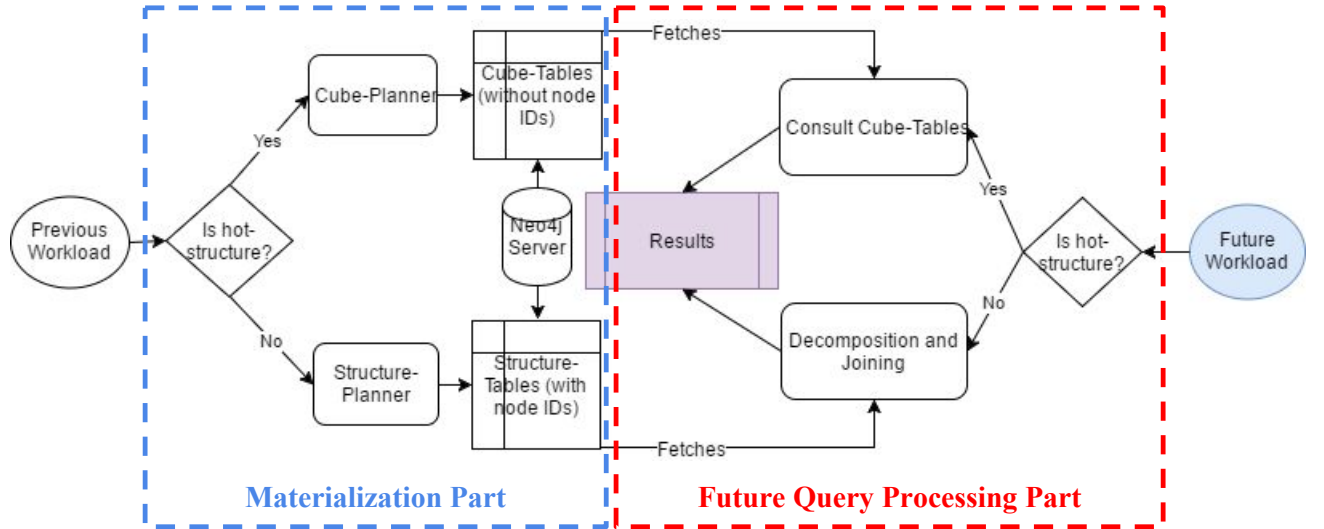 Previous
Workload
Is hot-
structure?
Yes
No
Cube-Planner
Structure-
Planner
Cube-Tables
(without node
IDs)
Neo4j
Server
Structure-
Tables (with
node IDs)
Materialization Part
Fetches
Fetches
Consult Cube-Tables
Results
Decomposition and
Joining
Yes
No
Is hot-
structure?
Future
Workload
Future Query Processing Part